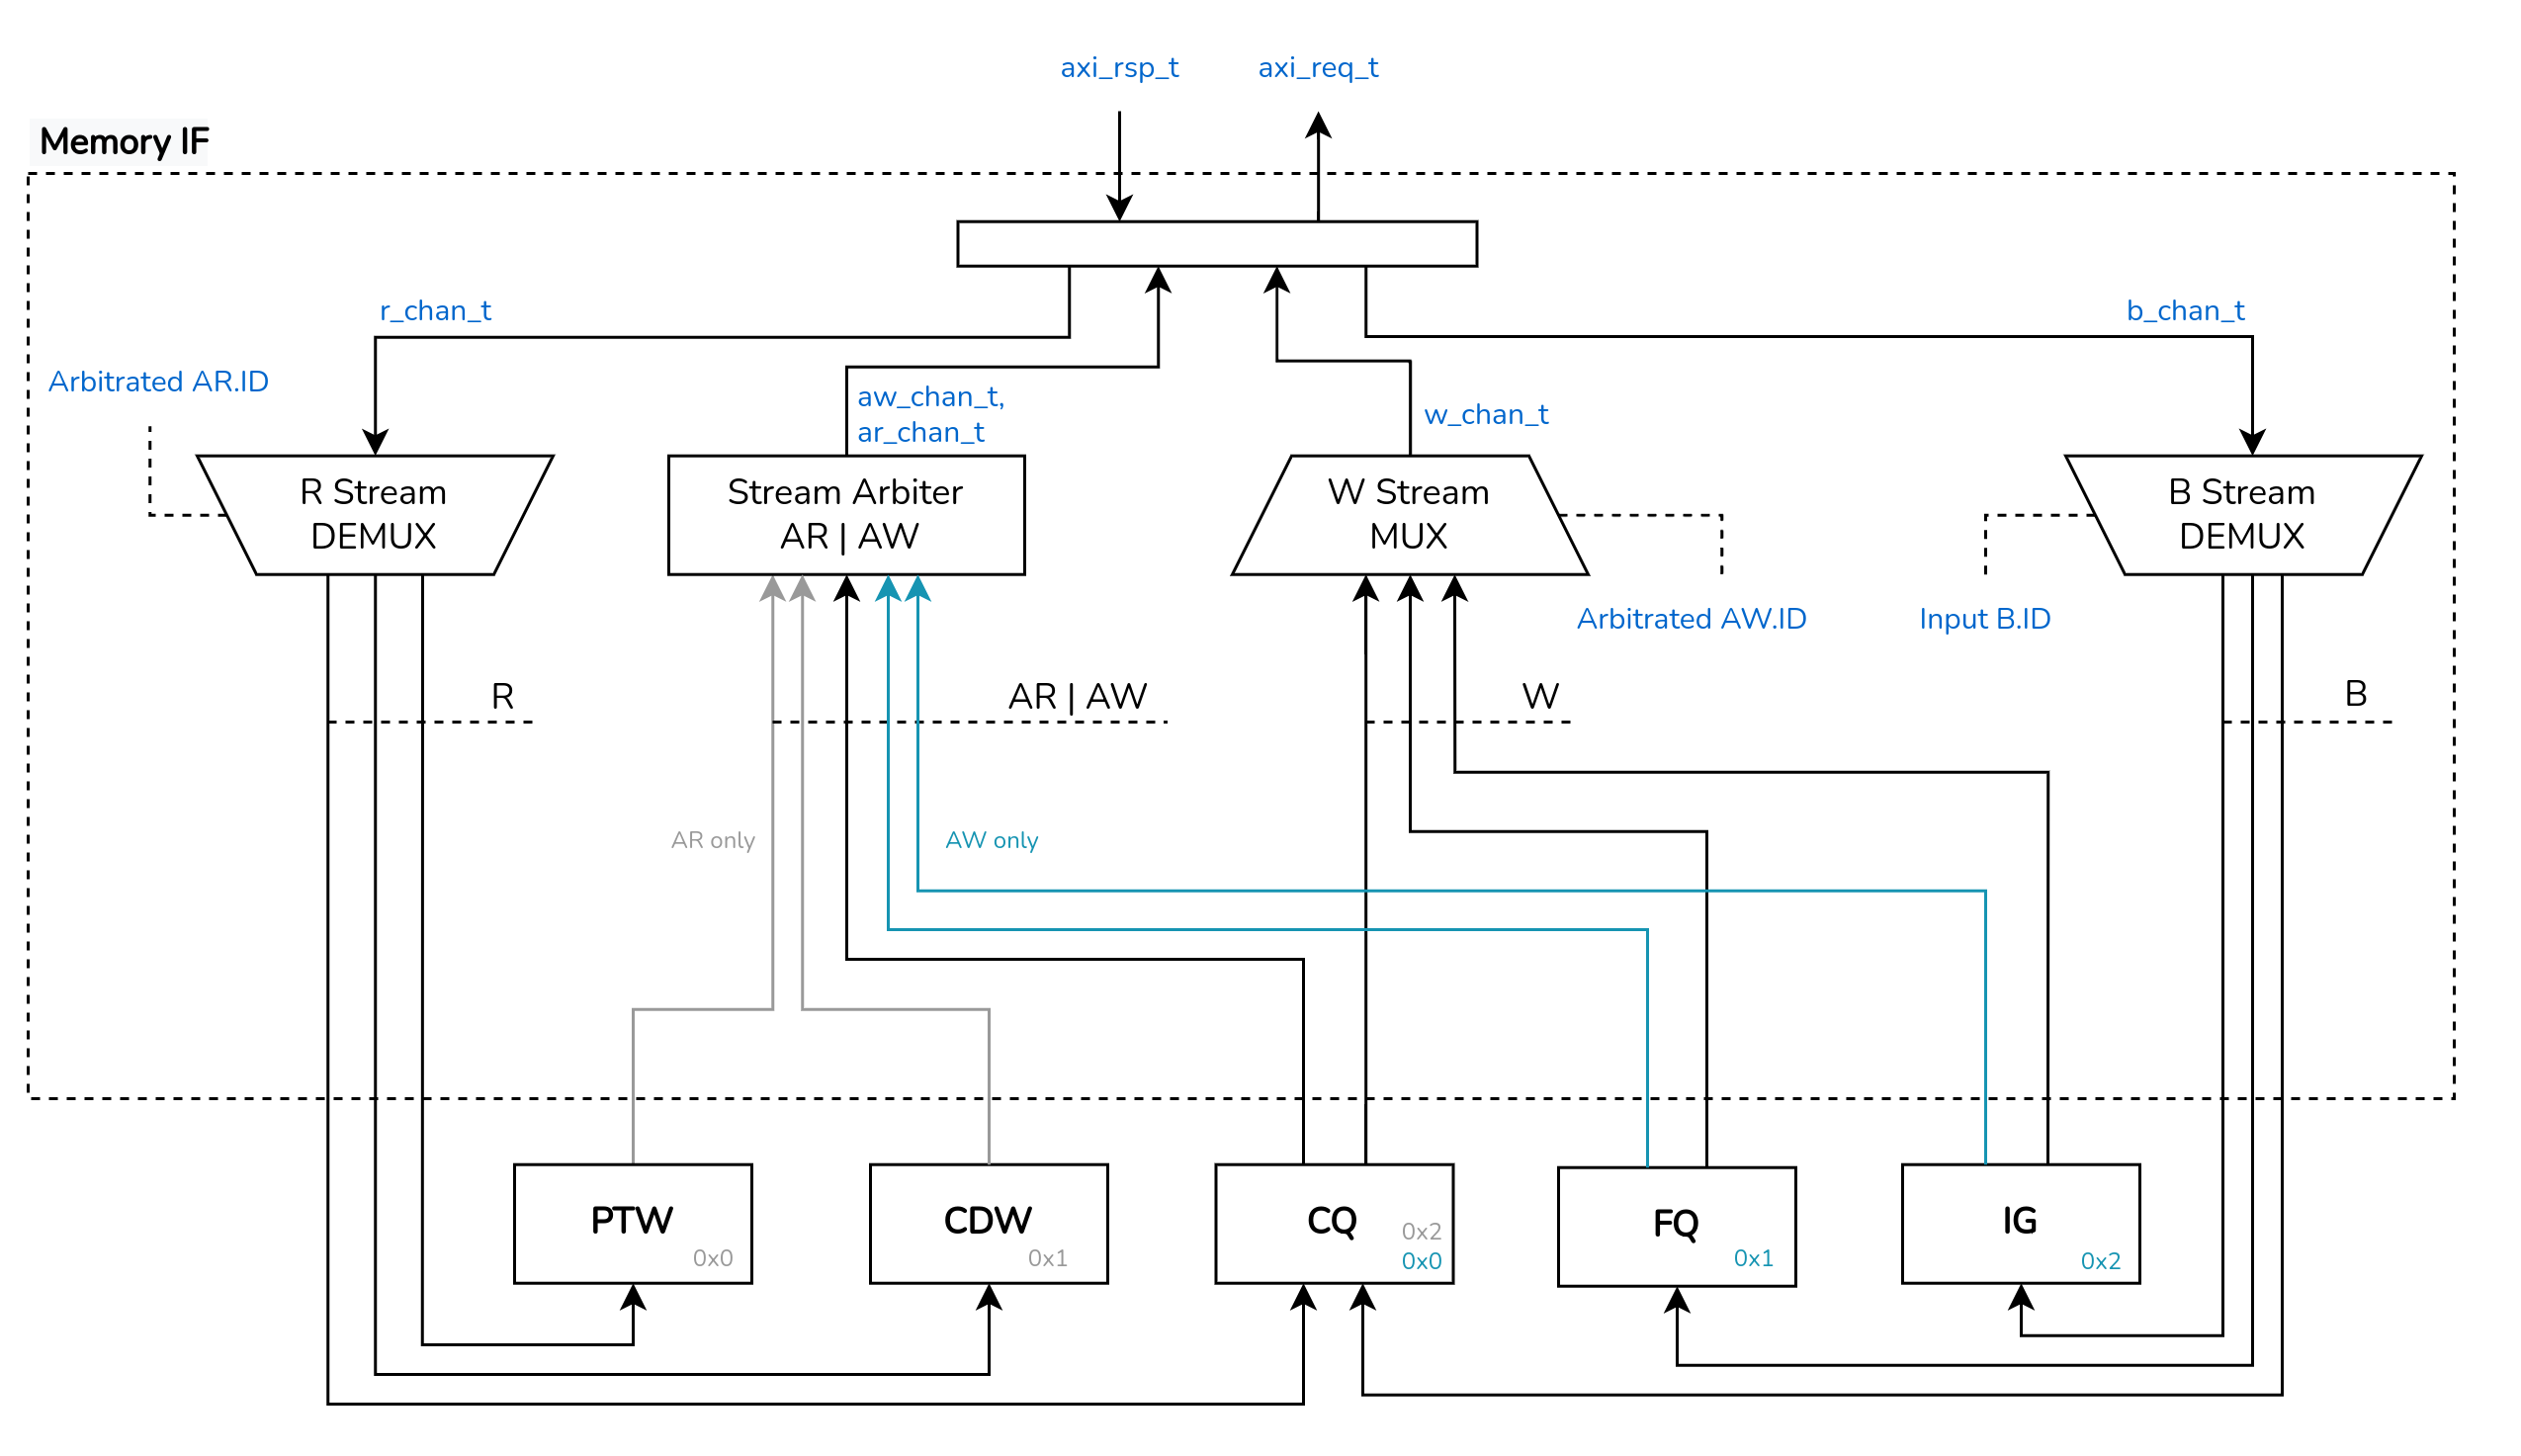 axi_rsp_t
axi_req_t
Memory IF
r_chan_t
b_chan_t
Arbitrated AR.ID
aw_chan_t,
ar_chan_t
w_chan_t
R Stream
DEMUX
Stream Arbiter
AR | AW
W Stream
MUX
B Stream
DEMUX
Arbitrated AW.ID
Input B.ID
R
AR | AW
W
B
AR only
AW only
PTW
0x0
CDW
0x1
CQ
0x2
0x0
FQ
0x1
IG
0x2